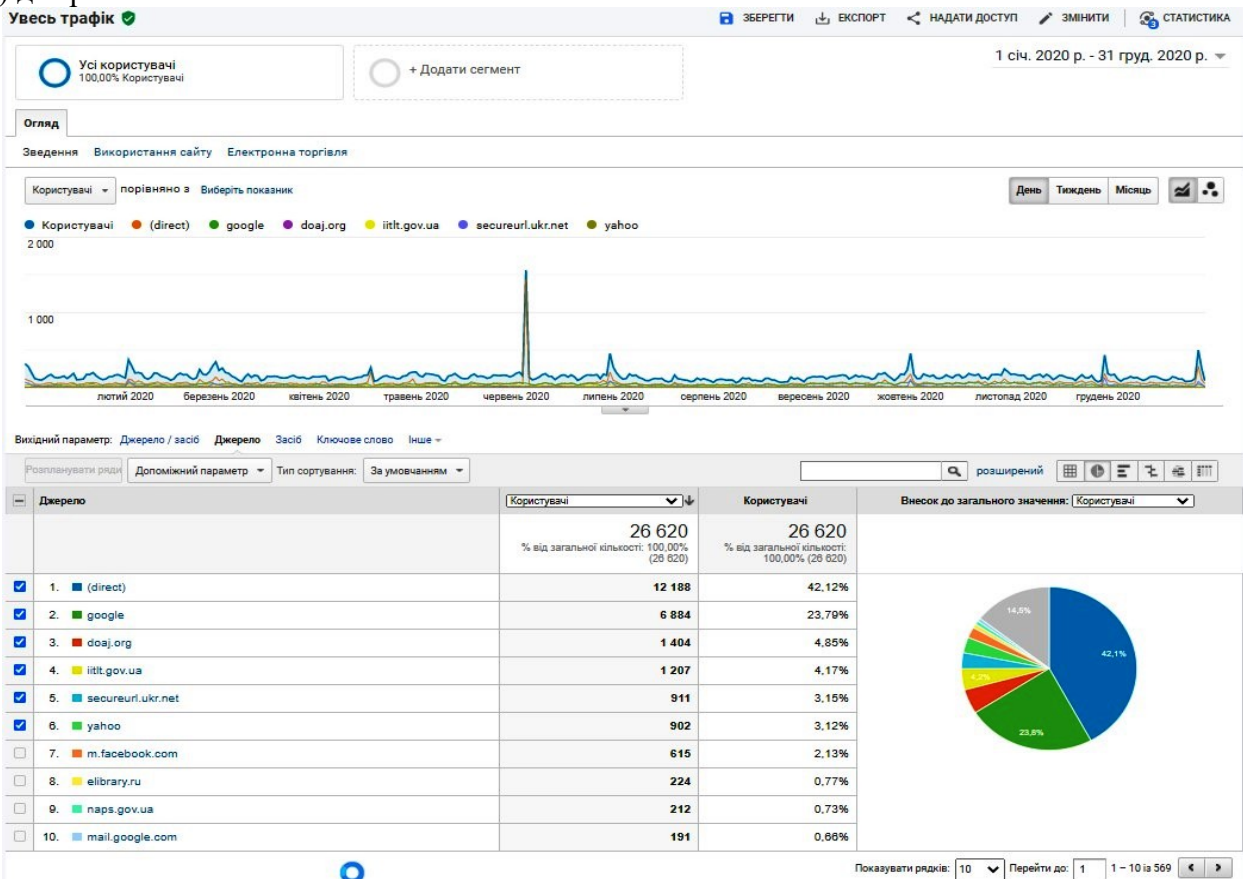 Увесь трафік
ЗБЕРЕГТИ ЕКСПОРТ НАДАТИ ДОСТУП ЗМІНИТИ 3 СТАТИСТИКА
Усі користувачі
100,00% Користувачі
+ Додати сегмент
1 січ. 2020 р. - 31 груд. 2020 р.
Огляд
Зведення Використання сайту Електронна торгівля
Користувачі порівняно з Виберіть показник
День Тиждень Місяць
Користувачі (direct) google doaj.org iitlt.gov.ua secureurl.ukr.net yahoo
2 000
1 000
лютий 2020 березень 2020 квітень 2020 травень 2020 червень 2020 липень 2020 серпень 2020 вересень 2020 жовтень 2020 листопад 2020 грудень 2020
Вихідний параметр: Джерело / засіб Джерело Засіб Ключове слово Інше
Розпланувати ряди Допоміжний параметр Тип сортування: За умовчанням розширений
Джерело Користувачі Користувачі Внесок до загального значення: Користувачі
26 620 26 620
% від загальної кількості: 100,00% (26 620) % від загальної кількості: 100,00% (26 620)
1. (direct) 12 188 42,12%
2. google 6 884 23,79%
3. doaj.org 1 404 4,85%
4. iitlt.gov.ua 1 207 4,17%
5. secureurl.ukr.net 911 3,15%
6. yahoo 902 3,12%
7. m.facebook.com 615 2,13%
8. elibrary.ru 224 0,77%
9. naps.gov.ua 212 0,73%
10. mail.google.com 191 0,66%
14,5%
42,1%
4,2%
23,8%
Показувати рядків: 10 Перейти до: 1 1 – 10 із 569